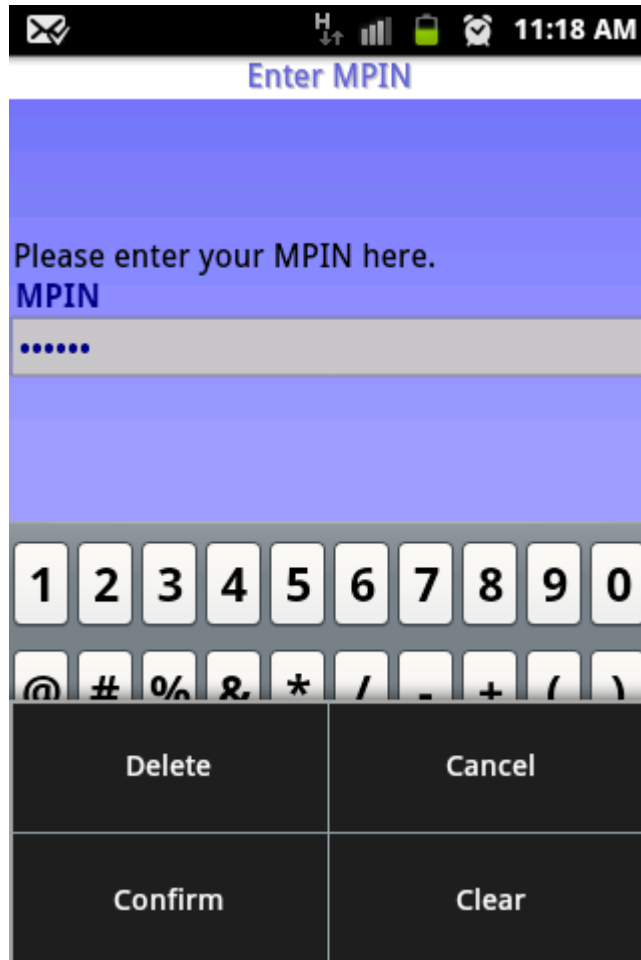 H 11:18 AM
Enter MPIN
Please enter your MPIN here.
MPIN
••••••
1 2 3 4 5 6 7 8 9 0
@ # % & * / - + ( )
Delete Cancel
Confirm Clear